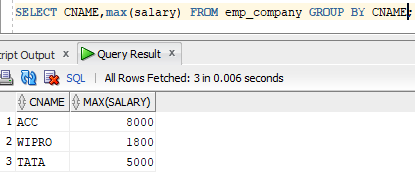 SELECT CNAME,max(salary) FROM emp_company GROUP BY CNAME;
ript Output x Query Result x
SQL | All Rows Fetched: 3 in 0.006 seconds
CNAME MAX(SALARY)
1 ACC 8000
2 WIPRO 1800
3 TATA 5000